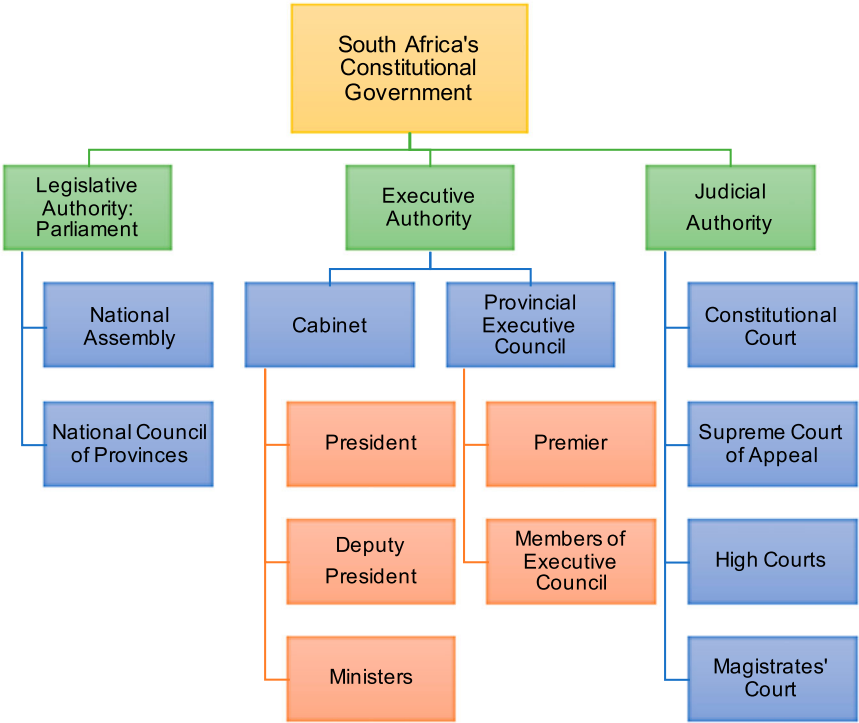 South Africa's
Constitutional
Government
Legislative
Authority:
Parliament
Executive
Authority
Judicial
Authority
National
Assembly
Cabinet
Provincial
Executive
Council
Constitutional
Court
National Council
of Provinces
President
Premier
Supreme Court
of Appeal
Deputy
President
Members of
Executive
Council
High Courts
Ministers
Magistrates'
Court